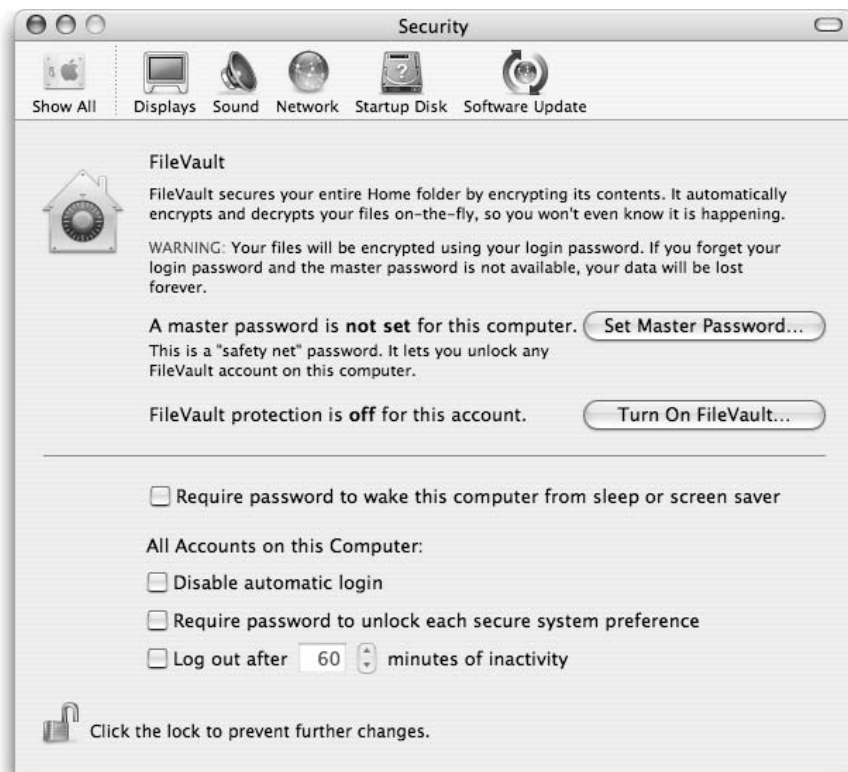 Security
Show All
Displays
Sound
Network
Startup Disk
Software Update
FileVault
FileVault secures your entire Home folder by encrypting its contents. It automatically
encrypts and decrypts your files on-the-fly, so you won't even know it is happening.
WARNING: Your files will be encrypted using your login password. If you forget your
login password and the master password is not available, your data will be lost
forever.
A master password is not set for this computer.
Set Master Password...
This is a "safety net" password. It lets you unlock any
FileVault account on this computer.
FileVault protection is off for this account.
Turn On FileVault...
Require password to wake this computer from sleep or screen saver
All Accounts on this Computer:
Disable automatic login
Require password to unlock each secure system preference
Log out after 60 minutes of inactivity
Click the lock to prevent further changes.